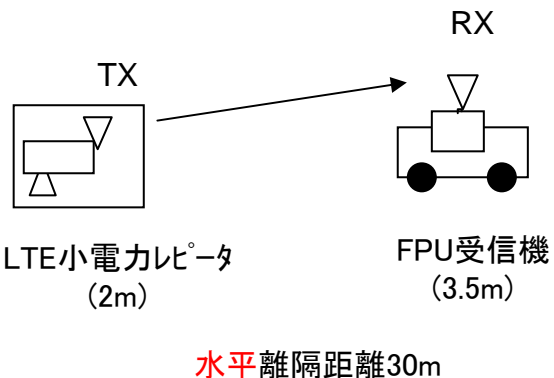 RX
TX
LTE小電力ﾚﾋﾟｰﾀ
（2m）
FPU受信機
（3.5m）
水平離隔距離30m